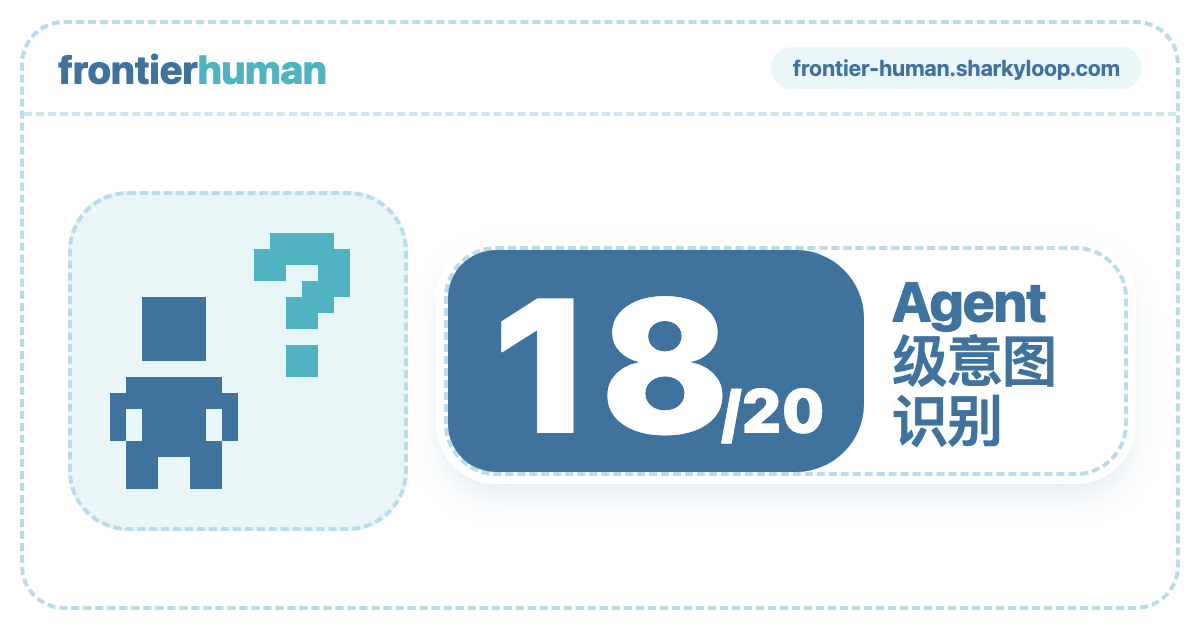 frontierhuman
frontier-human.sharkyloop.com
?
18/20
Agent
级意图
识别